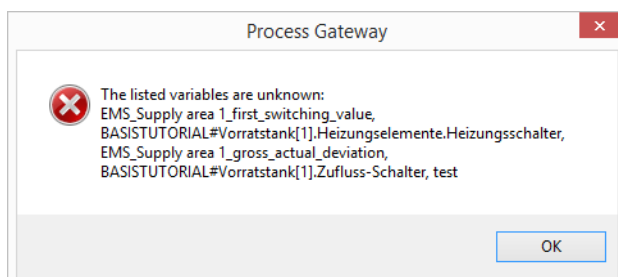 Process Gateway
The listed variables are unknown:
EMS_Supply area 1_first_switching_value,
BASISTUTORIAL#Vorratstank[1].Heizungselemente.Heizungsschalter,
EMS_Supply area 1_gross_actual_deviation,
BASISTUTORIAL#Vorratstank[1].Zufluss-Schalter, test
OK